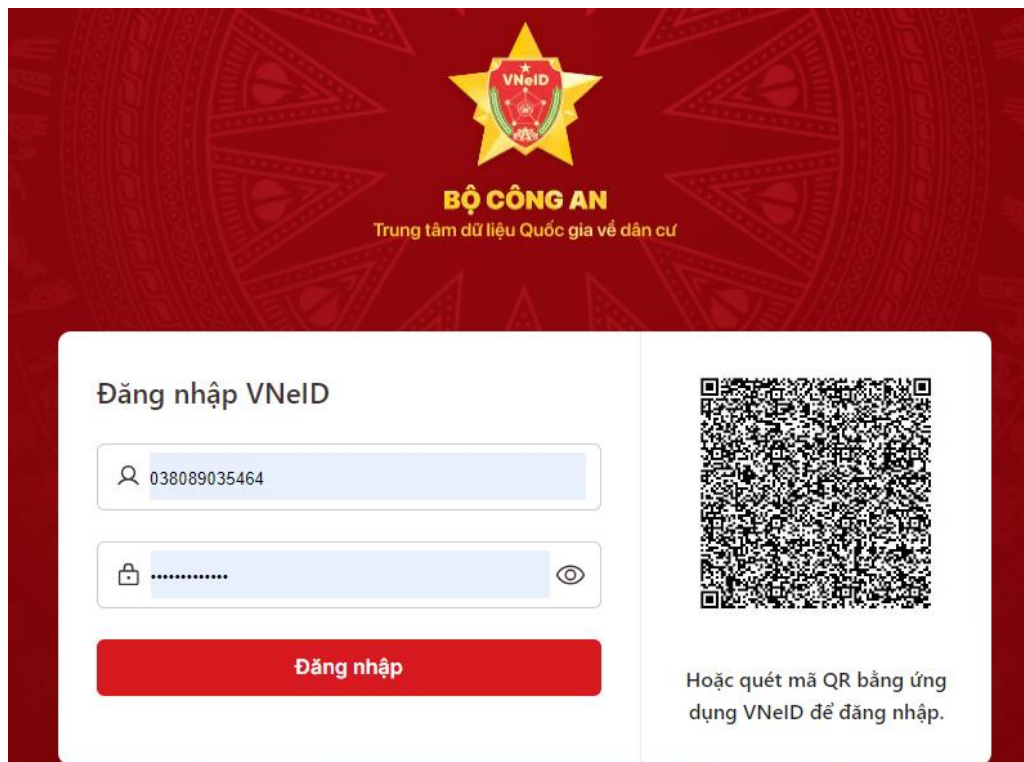 VNeID
BỘ CÔNG AN
Trung tâm dữ liệu Quốc gia về dân cư
Đăng nhập VNeID
038089035464
•••••••••••••
Đăng nhập
Hoặc quét mã QR bằng ứng
dụng VNeID để đăng nhập.